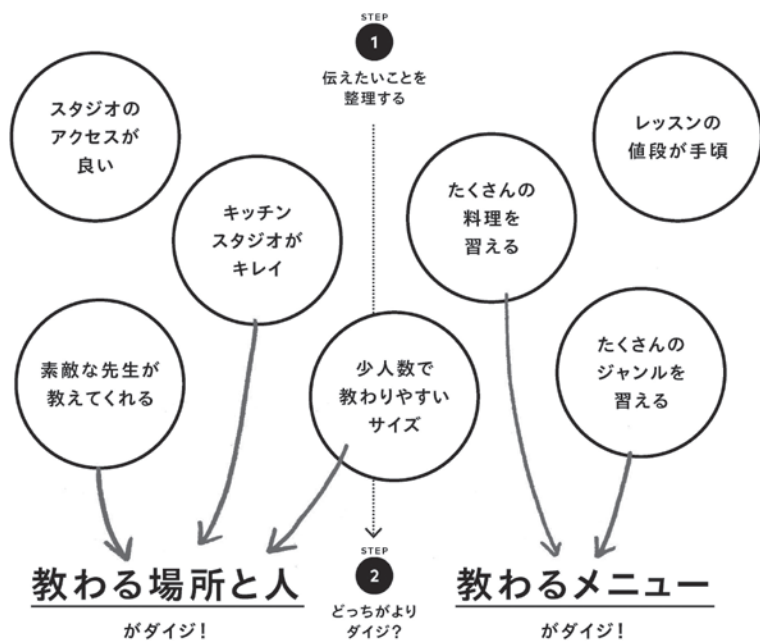 STEP
1
伝えたいことを
整理する
スタジオの
アクセスが
良い
キッチン
スタジオが
キレイ
たくさんの
料理を
習える
レッスンの
値段が手頃
素敵な先生が
教えてくれる
少人数で
教わりやすい
サイズ
たくさんの
ジャンルを
習える
教わる場所と人
がダイジ!
STEP
2
どっちがより
ダイジ?
教わるメニュー
がダイジ!